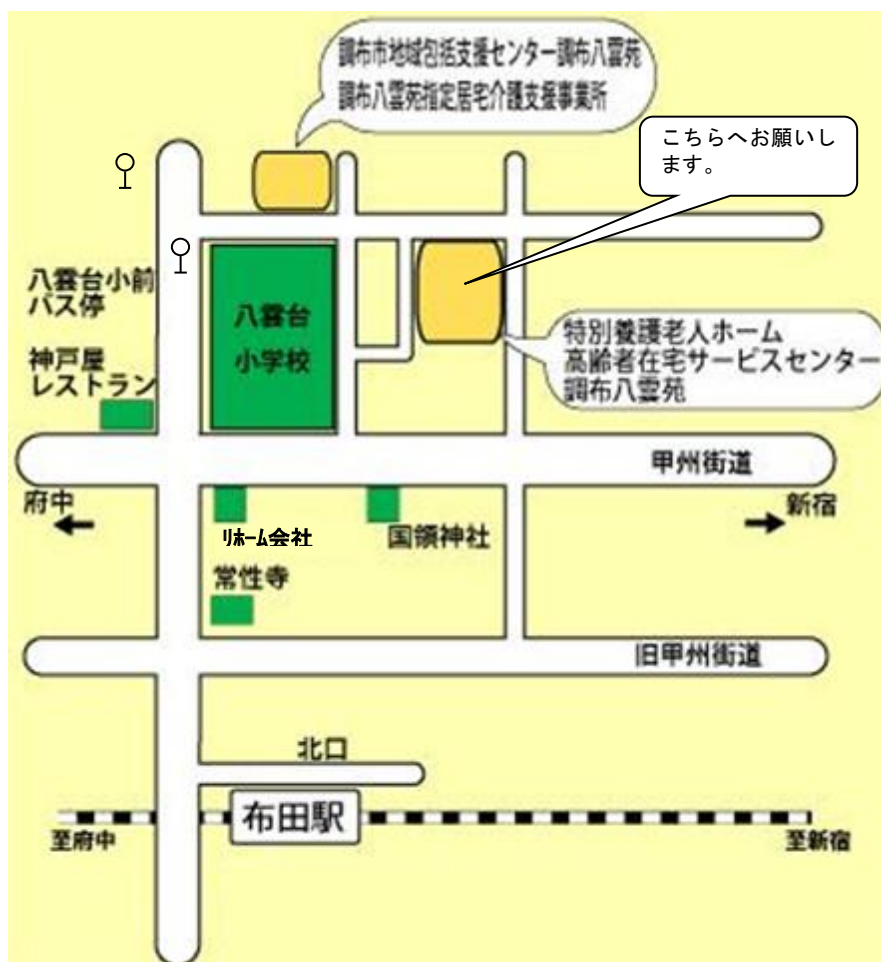 調布市地域包括支援センター調布八雲苑
調布八雲苑指定居宅介護支援事業所
こちらへお願いし
ます。
八雲台小前
バス停
八雲台
小学校
特別養護老人ホーム
高齢者在宅サービスセンター
調布八雲苑
神戸屋
レストラン
甲州街道
府中
新宿
リホーム会社
国領神社
常性寺
旧甲州街道
北口
布田駅
至府中
至新宿